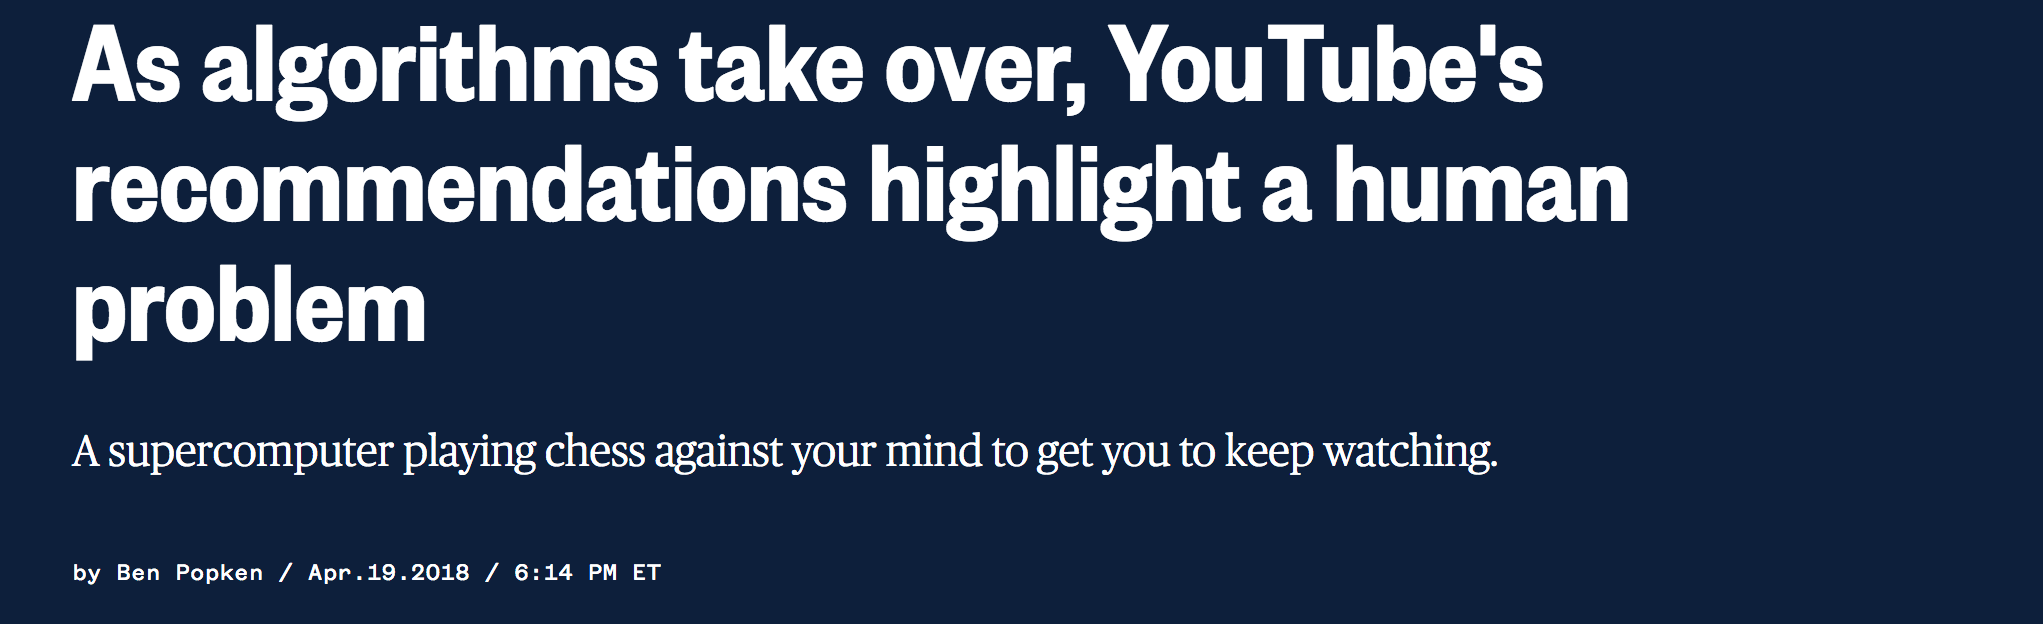 As algorithms take over, YouTube's
recommendations highlight a human
problem
A supercomputer playing chess against your mind to get you to keep watching.
by Ben Popken / Apr.19.2018 / 6:14 PM ET